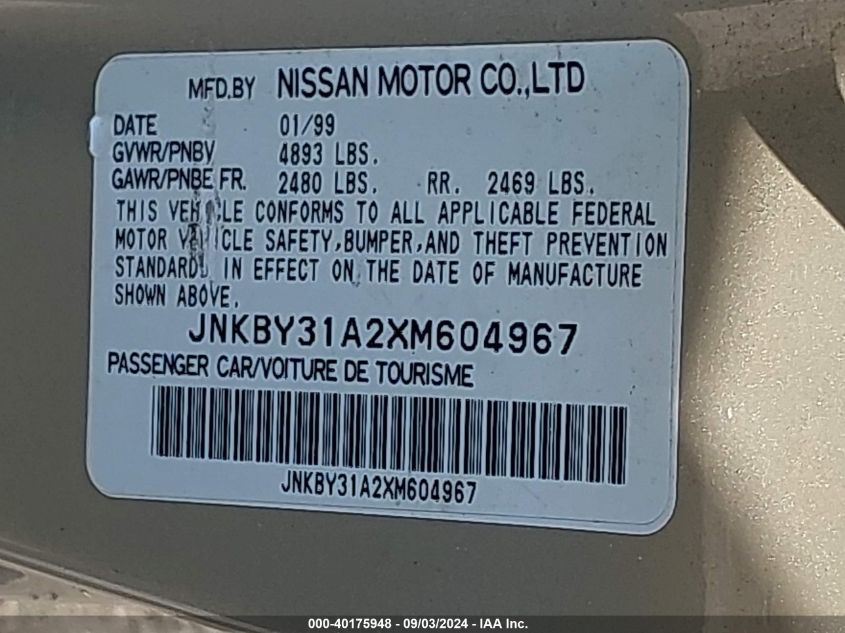 MFD.BY NISSAN MOTOR CO.,LTD
DATE 01/99
GVWR/PNBV 4893 LBS.
GAWR/PNBE FR. 2480 LBS. RR. 2469 LBS.
THIS VEHICLE CONFORMS TO ALL APPLICABLE FEDERAL
MOTOR VEHICLE SAFETY,BUMPER,AND THEFT PREVENTION
STANDARDS IN EFFECT ON THE DATE OF MANUFACTURE
SHOWN ABOVE.
JNKBY31A2XM604967
PASSENGER CAR/VOITURE DE TOURISME
JNKBY31A2XM604967
000-40175948 - 09/03/2024 - IAA Inc.